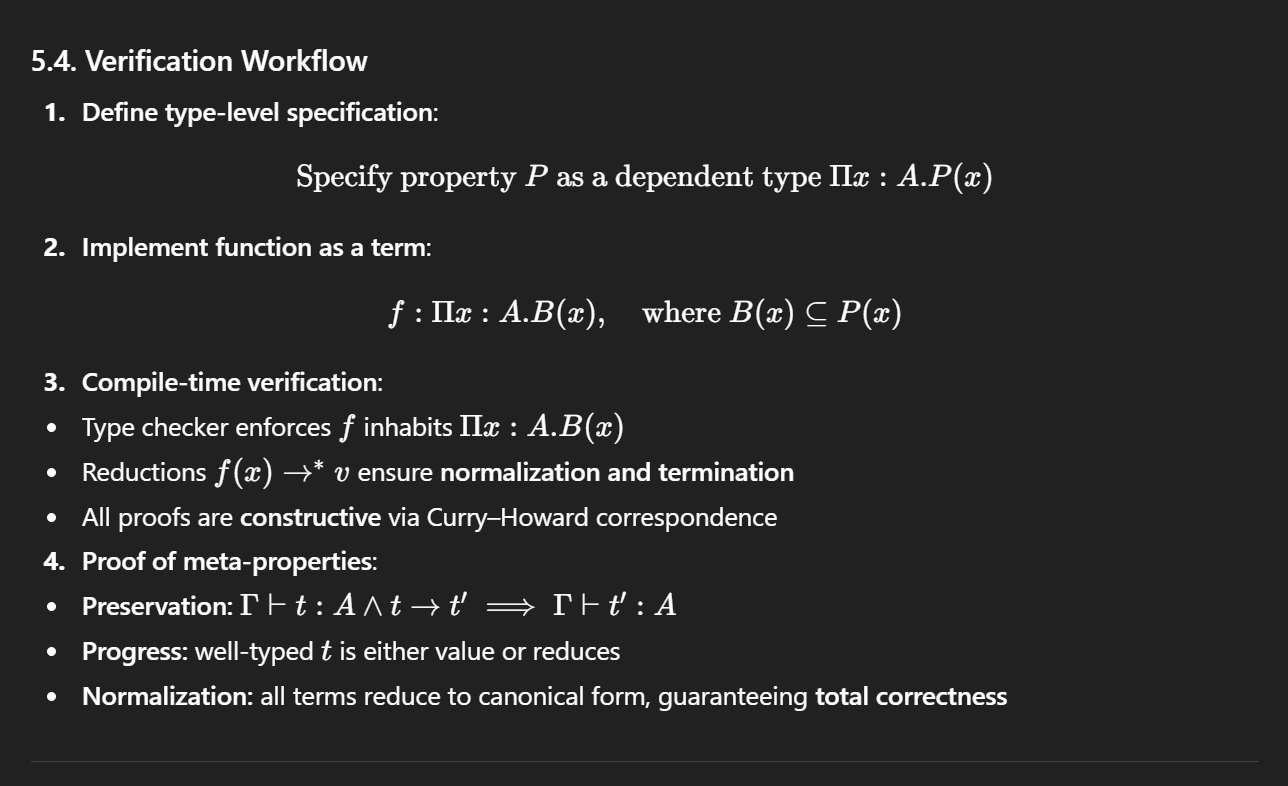 5.4. Verification Workflow
1. Define type-level specification:
Specify property P as a dependent type Πx : A.P(x)
2. Implement function as a term:
f : Πx : A.B(x), where B(x) ⊆ P(x)
3. Compile-time verification:
• Type checker enforces f inhabits Πx : A.B(x)
• Reductions f(x) →* v ensure normalization and termination
• All proofs are constructive via Curry–Howard correspondence
4. Proof of meta-properties:
• Preservation: Γ ⊢ t : A ∧ t → t′ ⟹ Γ ⊢ t′ : A
• Progress: well-typed t is either value or reduces
• Normalization: all terms reduce to canonical form, guaranteeing total correctness